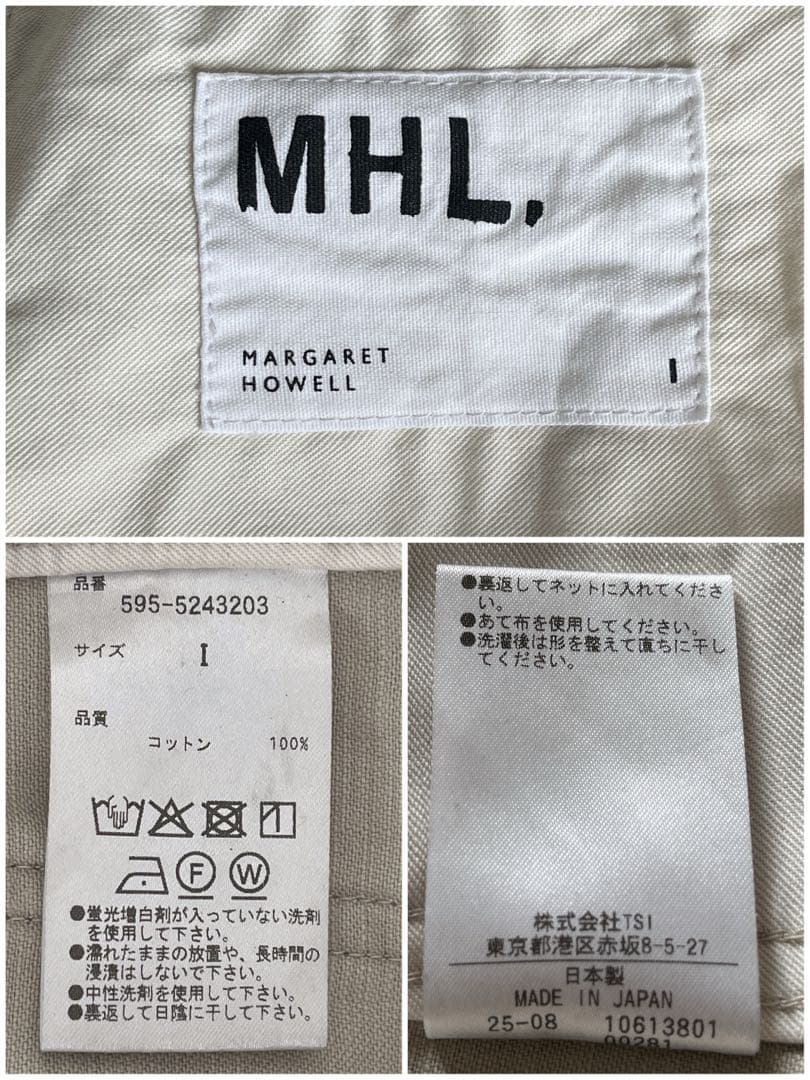 MHL.
MARGARET
HOWELL
I
品番
595-5243203
サイズ I
品質
コットン 100%
F W
●蛍光増白剤が入っていない洗剤
を使用して下さい。
●濡れたままの放置や、長時間の
浸漬はしないで下さい。
●中性洗剤を使用して下さい。
●裏返して日陰に干して下さい。
●裏返してネットに入れてくださ
い。
●あて布を使用してください。
●洗濯後は形を整えて直ちに干し
てください。
株式会社TSI
東京都港区赤坂8-5-27
日本製
MADE IN JAPAN
25-08 10613801
00281